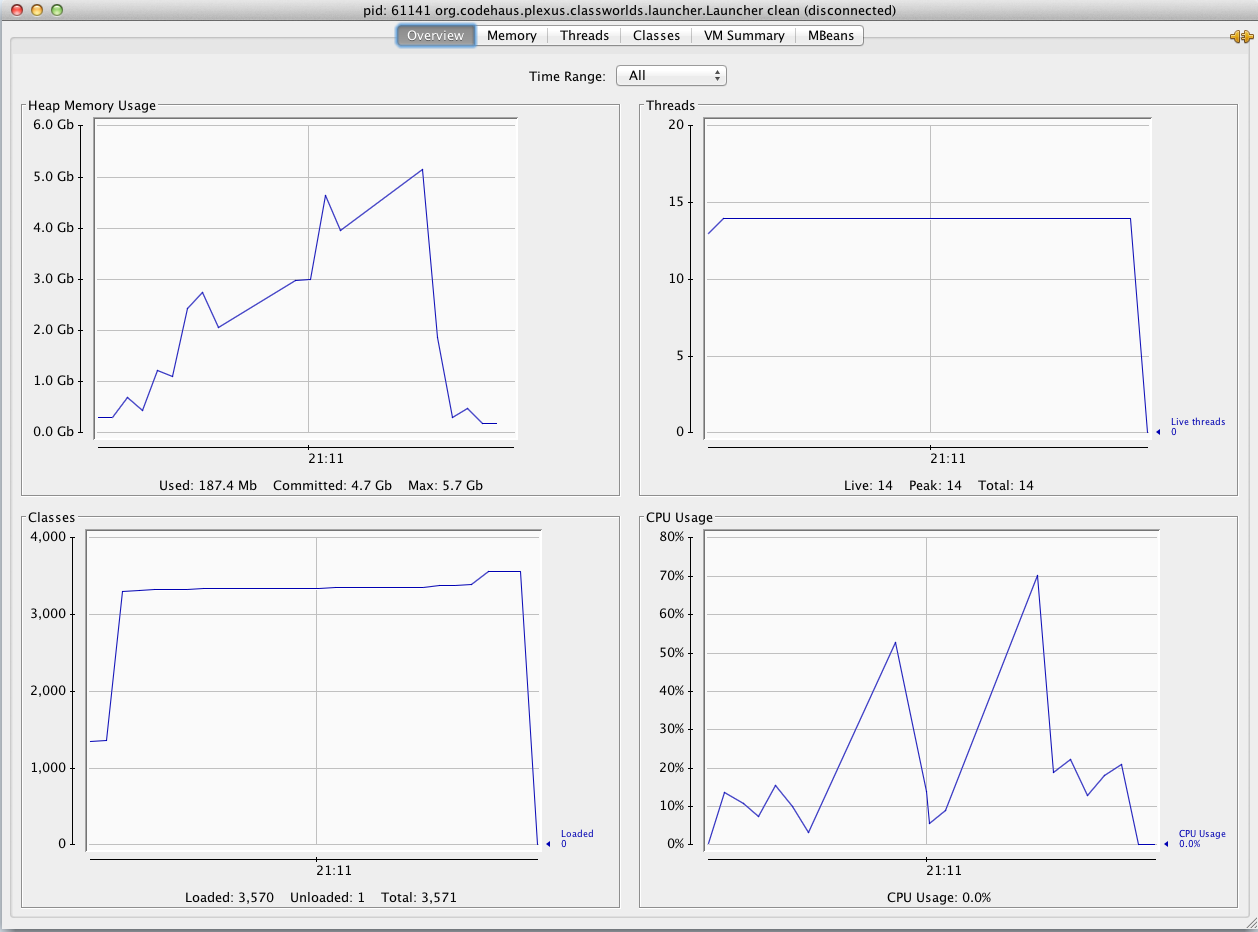 pid: 61141 org.codehaus.plexus.classworlds.launcher.Launcher clean (disconnected)
Overview Memory Threads Classes VM Summary MBeans
Time Range: All
Heap Memory Usage
6.0 Gb
5.0 Gb
4.0 Gb
3.0 Gb
2.0 Gb
1.0 Gb
0.0 Gb
21:11
Used: 187.4 Mb Committed: 4.7 Gb Max: 5.7 Gb
Threads
20
15
10
5
0
Live threads
0
21:11
Live: 14 Peak: 14 Total: 14
Classes
4,000
3,000
2,000
1,000
0
Loaded
0
21:11
Loaded: 3,570 Unloaded: 1 Total: 3,571
CPU Usage
80%
70%
60%
50%
40%
30%
20%
10%
0%
CPU Usage
0.0%
21:11
CPU Usage: 0.0%